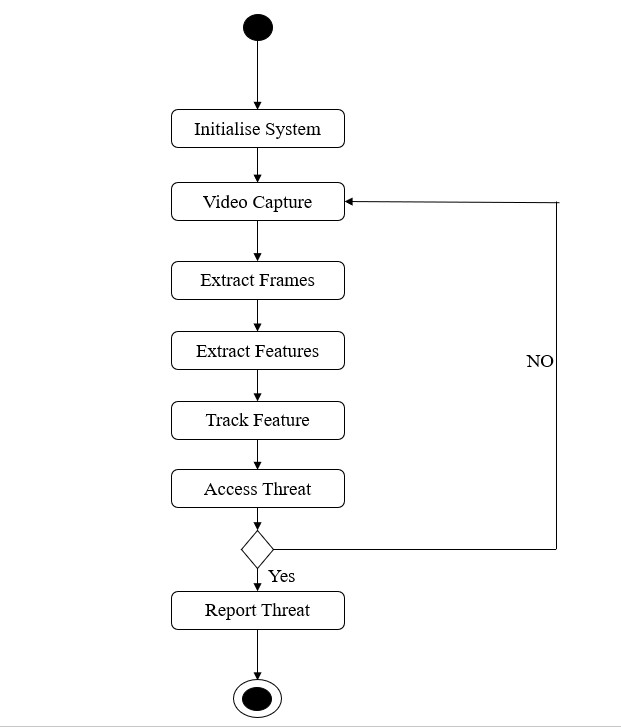 Initialise System
Video Capture
Extract Frames
Extract Features
NO
Track Feature
Access Threat
Yes
Report Threat